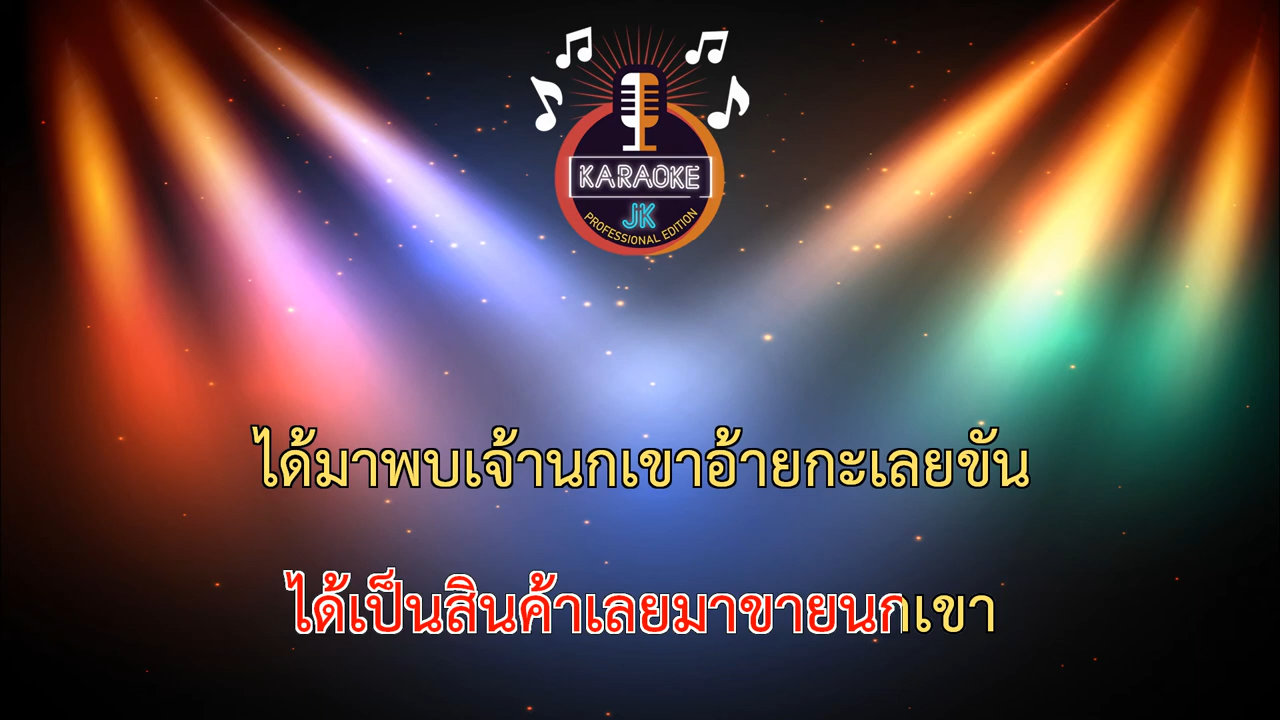 KARAOKE
JK
PROFESSIONAL EDITION
ได้มาพบเจ้านกเขาอ้ายกะเลยขัน
ได้เป็นสินค้าเลยมาขายนกเขา